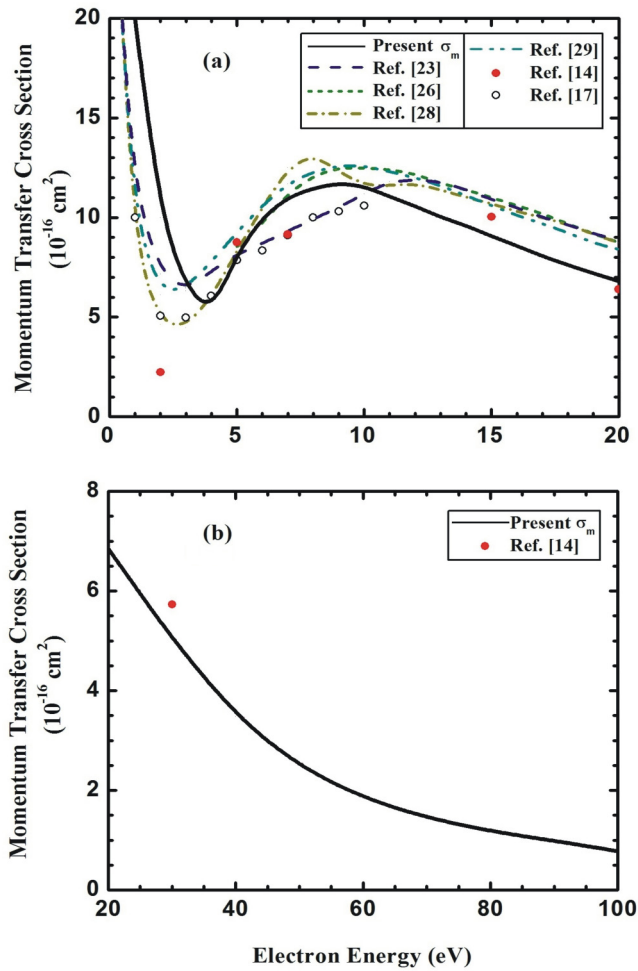 20
15
10
5
0
Momentum Transfer Cross Section
(10⁻¹⁶ cm²)
(a)
Present σₘ
Ref. [23]
Ref. [26]
Ref. [28]
Ref. [29]
Ref. [14]
Ref. [17]
0 5 10 15 20
8
6
4
2
0
Momentum Transfer Cross Section
(10⁻¹⁶ cm²)
(b)
Present σₘ
Ref. [14]
20 40 60 80 100
Electron Energy (eV)